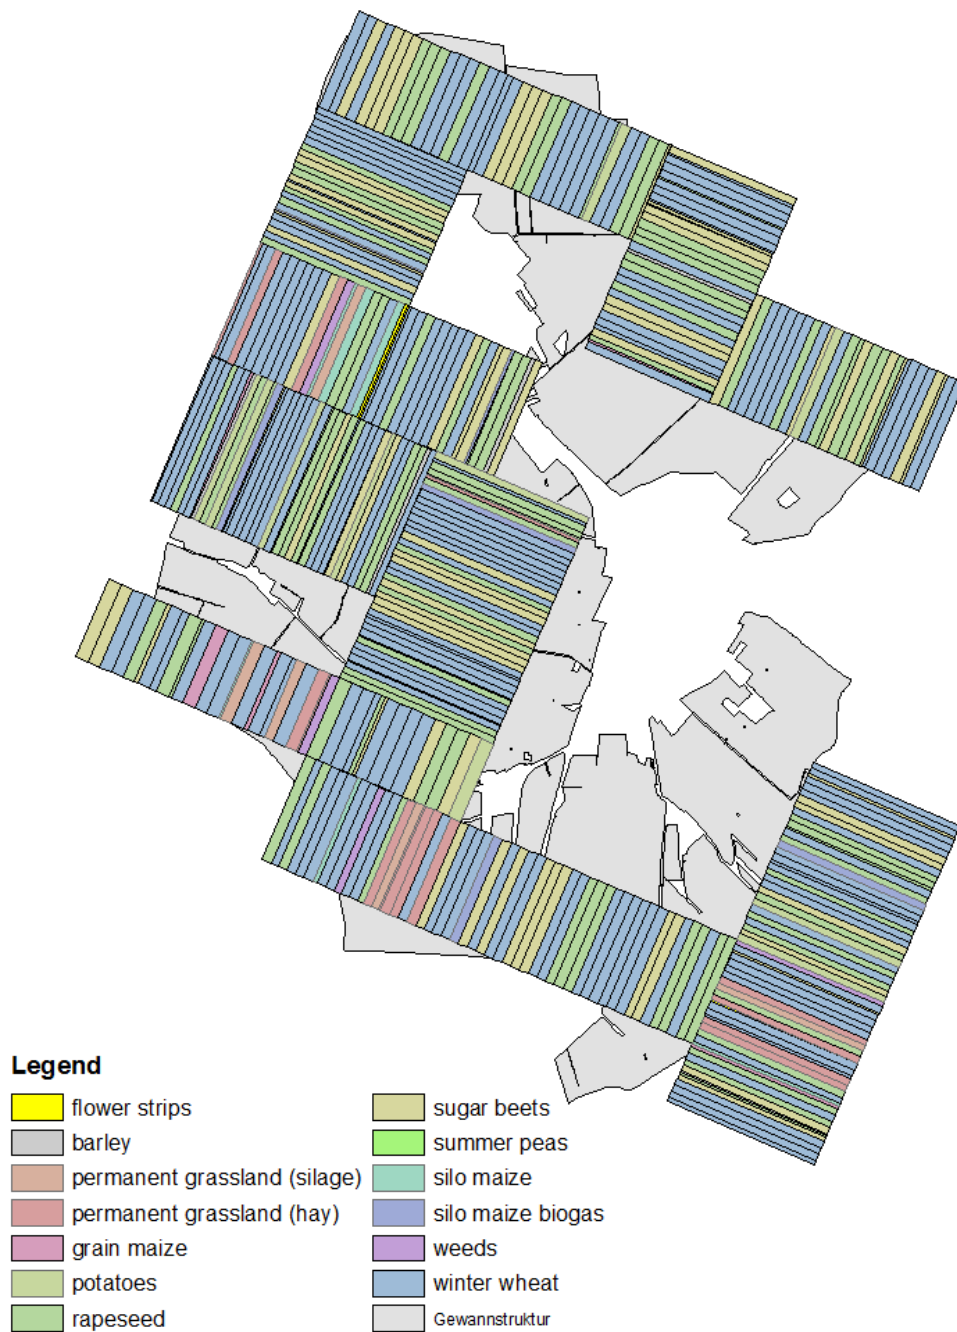 Legend
flower strips
barley
permanent grassland (silage)
permanent grassland (hay)
grain maize
potatoes
rapeseed
sugar beets
summer peas
silo maize
silo maize biogas
weeds
winter wheat
Gewannstruktur